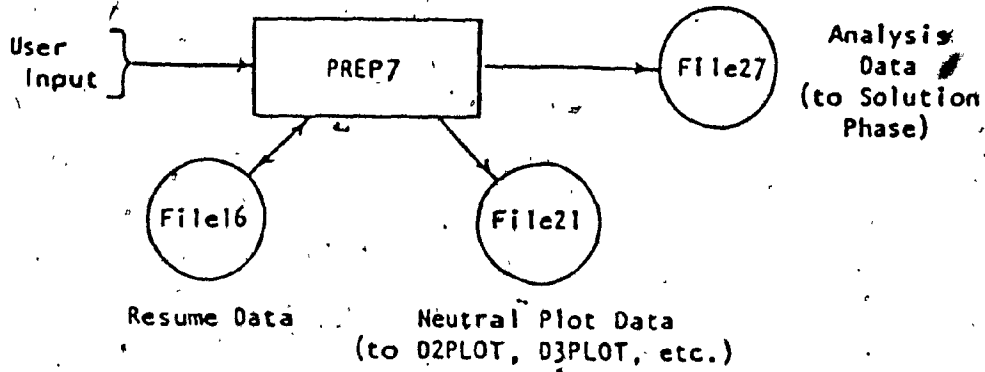 User
Input
PREP7
File27
Analysis
Data
(to Solution
Phase)
File16
File21
Resume Data
Neutral Plot Data
(to D2PLOT, D3PLOT, etc.)